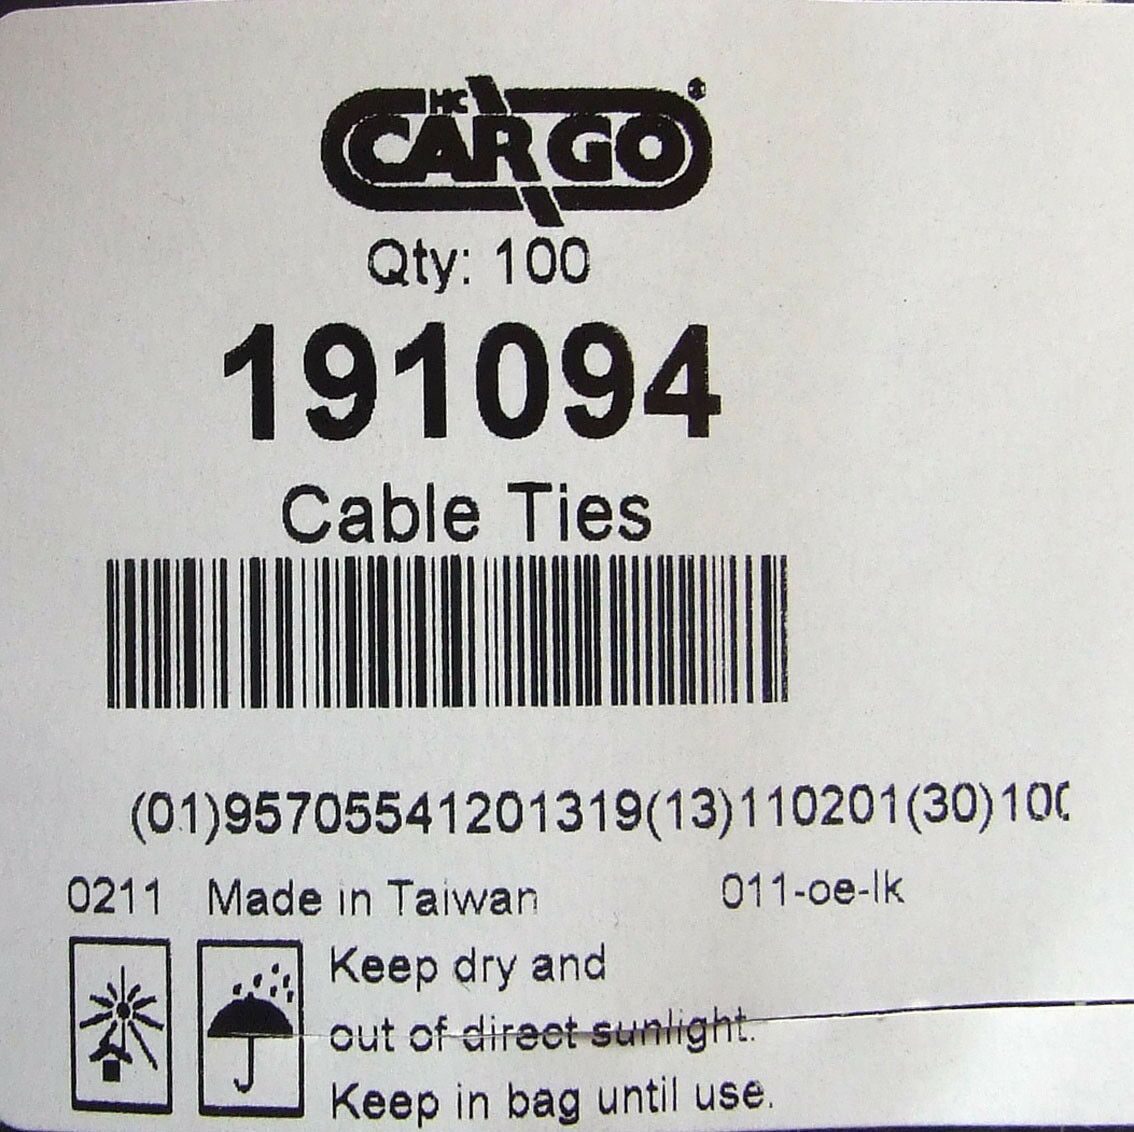 HC
CARGO®
Qty: 100
191094
Cable Ties
(01)95705541201319(13)110201(30)100
0211 Made in Taiwan 011-oe-lk
Keep dry and
out of direct sunlight.
Keep in bag until use.